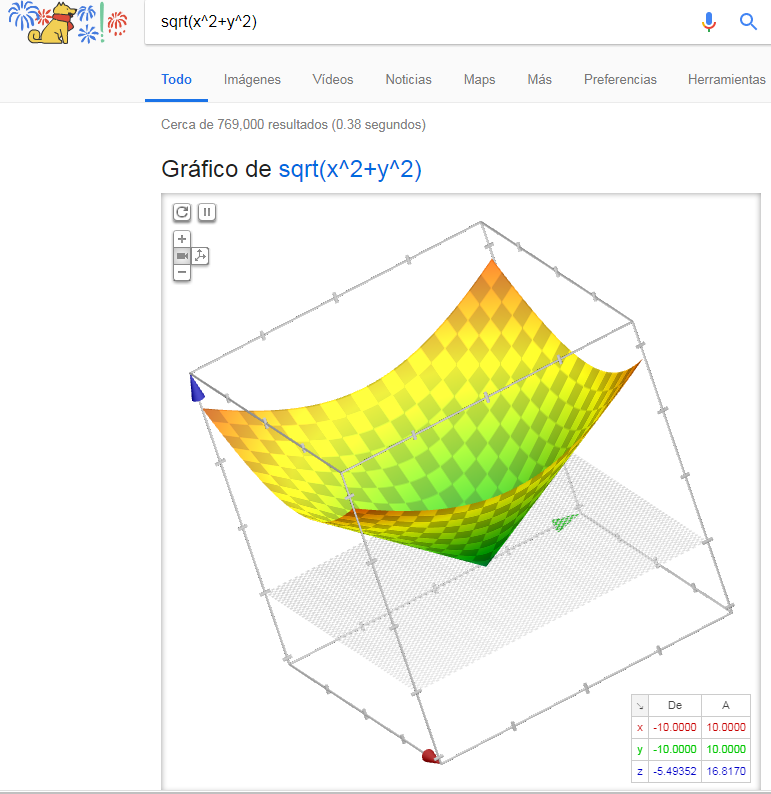 sqrt(x^2+y^2)
Todo Imágenes Vídeos Noticias Maps Más Preferencias Herramientas
Cerca de 769,000 resultados (0.38 segundos)
Gráfico de sqrt(x^2+y^2)
De A
x -10.0000 10.0000
y -10.0000 10.0000
z -5.49352 16.8170